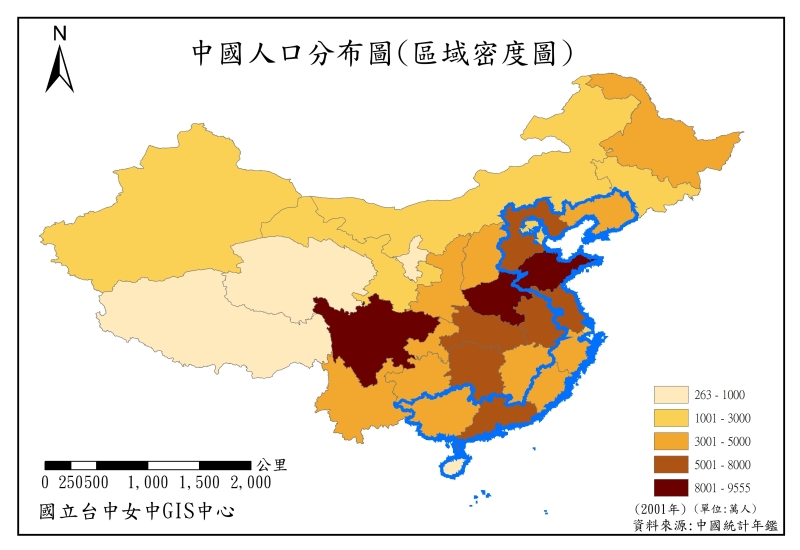 中國人口分布圖(區域密度圖)
N
263 - 1000
1001 - 3000
3001 - 5000
5001 - 8000
8001 - 9555
公里
0 250500 1,000 1,500 2,000
國立台中女中GIS中心
(2001年) (單位:萬人)
資料來源:中國統計年鑑